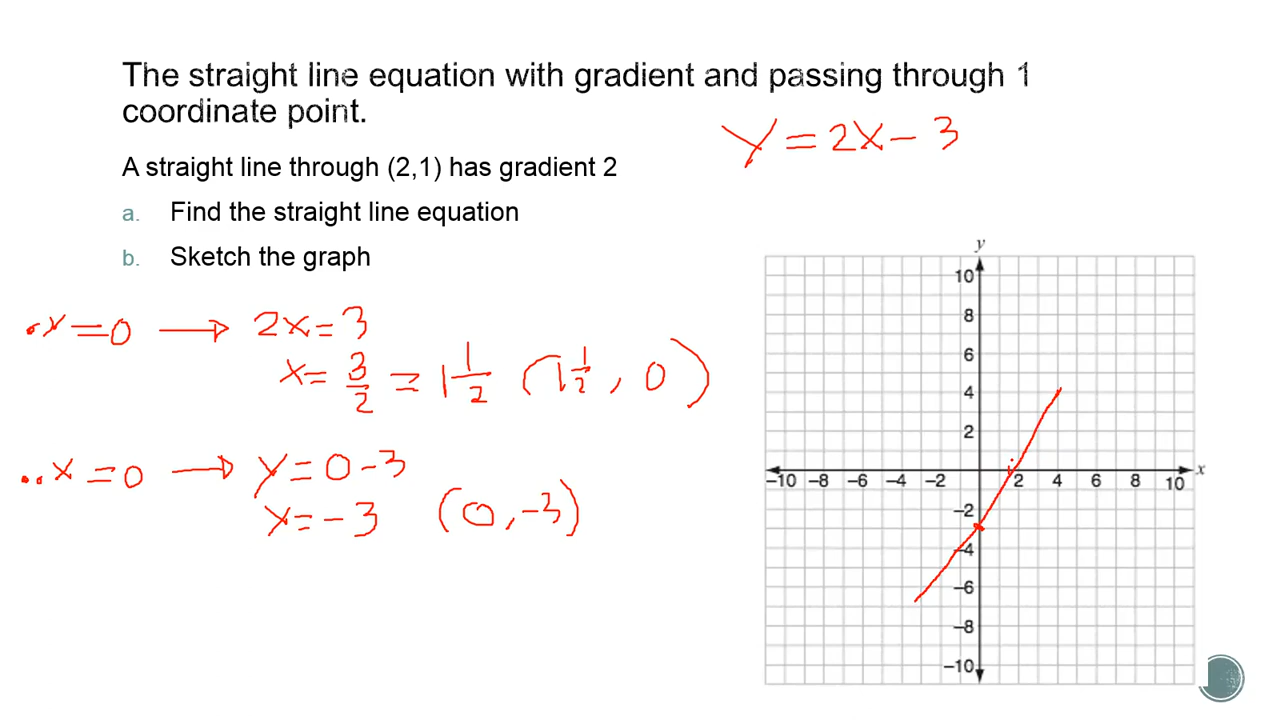 The straight line equation with gradient and passing through 1
coordinate point.
y = 2x - 3
A straight line through (2,1) has gradient 2
a. Find the straight line equation
b. Sketch the graph
. y = 0 → 2x = 3
x = 3/2 = 1 1/2 (1 1/2, 0)
.. x = 0 → y = 0 - 3
y = - 3 (0, -3)
y
10
8
6
4
2
-10 -8 -6 -4 -2 2 4 6 8 10 x
-2
-4
-6
-8
-10